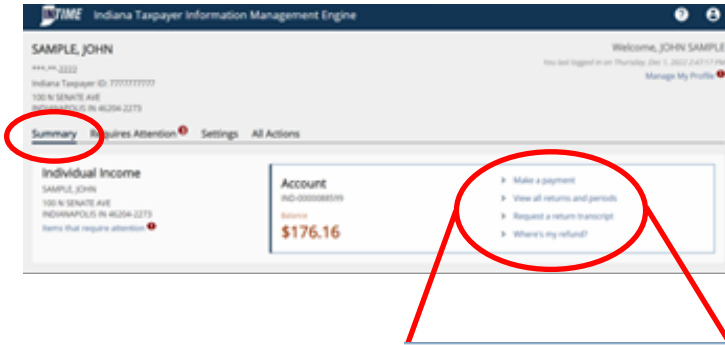 INTIME Indiana Taxpayer Information Management Engine
SAMPLE, JOHN
***-**-2222
Indiana Taxpayer ID: 7777777777
100 N SENATE AVE
INDIANAPOLIS IN 46204-2273
Welcome, JOHN SAMPLE
You last logged in on Thursday, Dec 1, 2022 2:47:17 PM
Manage My Profile
Summary Requires Attention Settings All Actions
Individual Income
SAMPLE, JOHN
100 N SENATE AVE
INDIANAPOLIS IN 46204-2273
Items that require attention
Account
IND-0000088599
Balance
$176.16
Make a payment
View all returns and periods
Request a return transcript
Where's my refund?